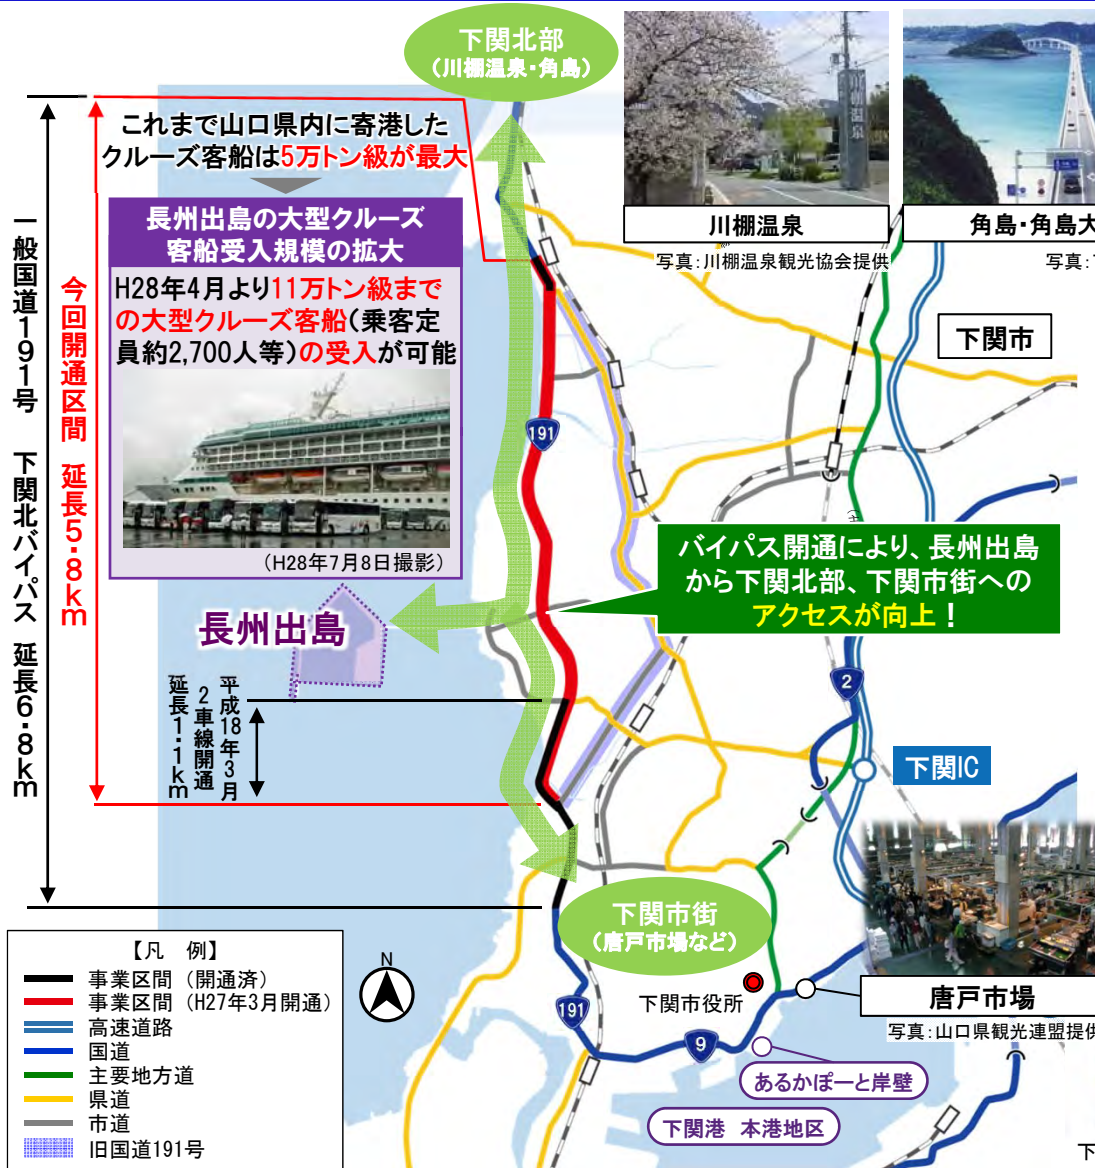 下関北部
(川棚温泉・角島)
これまで山口県内に寄港した
クルーズ客船は5万トン級が最大
長州出島の大型クルーズ
客船受入規模の拡大
H28年4月より11万トン級まで
の大型クルーズ客船(乗客定
員約2,700人等)の受入が可能
(H28年7月8日撮影)
一般国道191号 下関北バイパス 延長6.8km
今回開通区間 延長5.8km
長州出島
平成18年3月
2車線開通
延長1.1km
川棚温泉
川棚温泉
写真:川棚温泉観光協会提供
角島・角島大
写真:
下関市
191
バイパス開通により、長州出島
から下関北部、下関市街への
アクセスが向上!
2
下関IC
下関市街
(唐戸市場など)
下関市役所
唐戸市場
写真:山口県観光連盟提供
191
9
あるかぽーと岸壁
下関港 本港地区
下
N
【凡 例】
事業区間 (開通済)
事業区間 (H27年3月開通)
高速道路
国道
主要地方道
県道
市道
旧国道191号